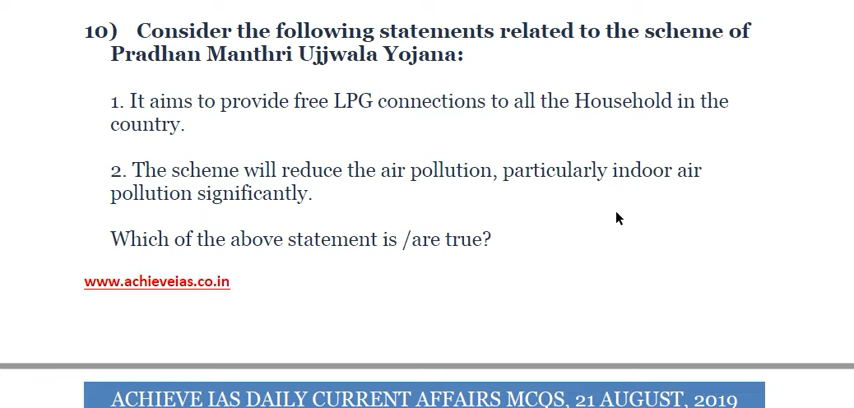 10) Consider the following statements related to the scheme of
Pradhan Manthri Ujjwala Yojana:
1. It aims to provide free LPG connections to all the Household in the
country.
2. The scheme will reduce the air pollution, particularly indoor air
pollution significantly.
Which of the above statement is /are true?
www.achieveias.co.in
ACHIEVE IAS DAILY CURRENT AFFAIRS MCQS, 21 AUGUST, 2019